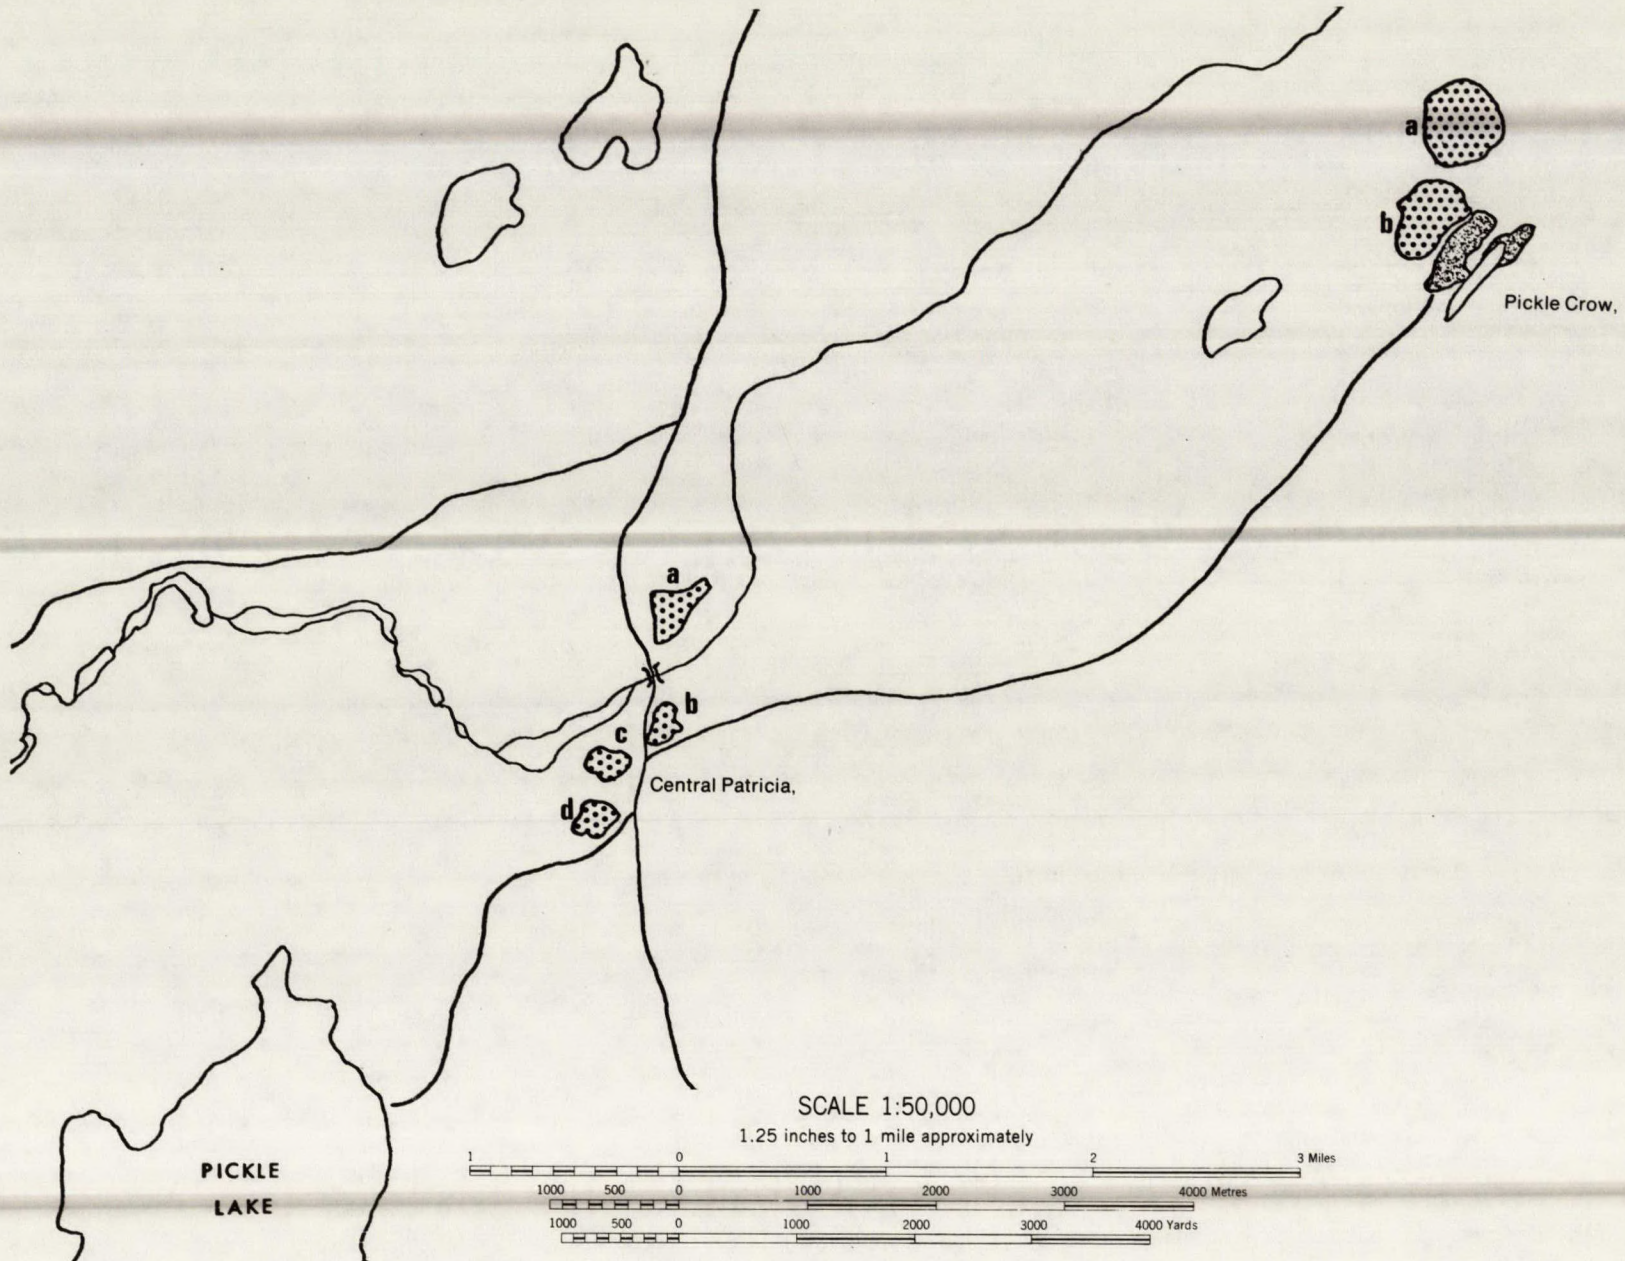 a
b
Pickle Crow,
a
b
c
Central Patricia,
d
SCALE 1:50,000
1.25 inches to 1 mile approximately
1 0 1 2 3 Miles
1000 500 0 1000 2000 3000 4000 Metres
1000 500 0 1000 2000 3000 4000 Yards
PICKLE
LAKE